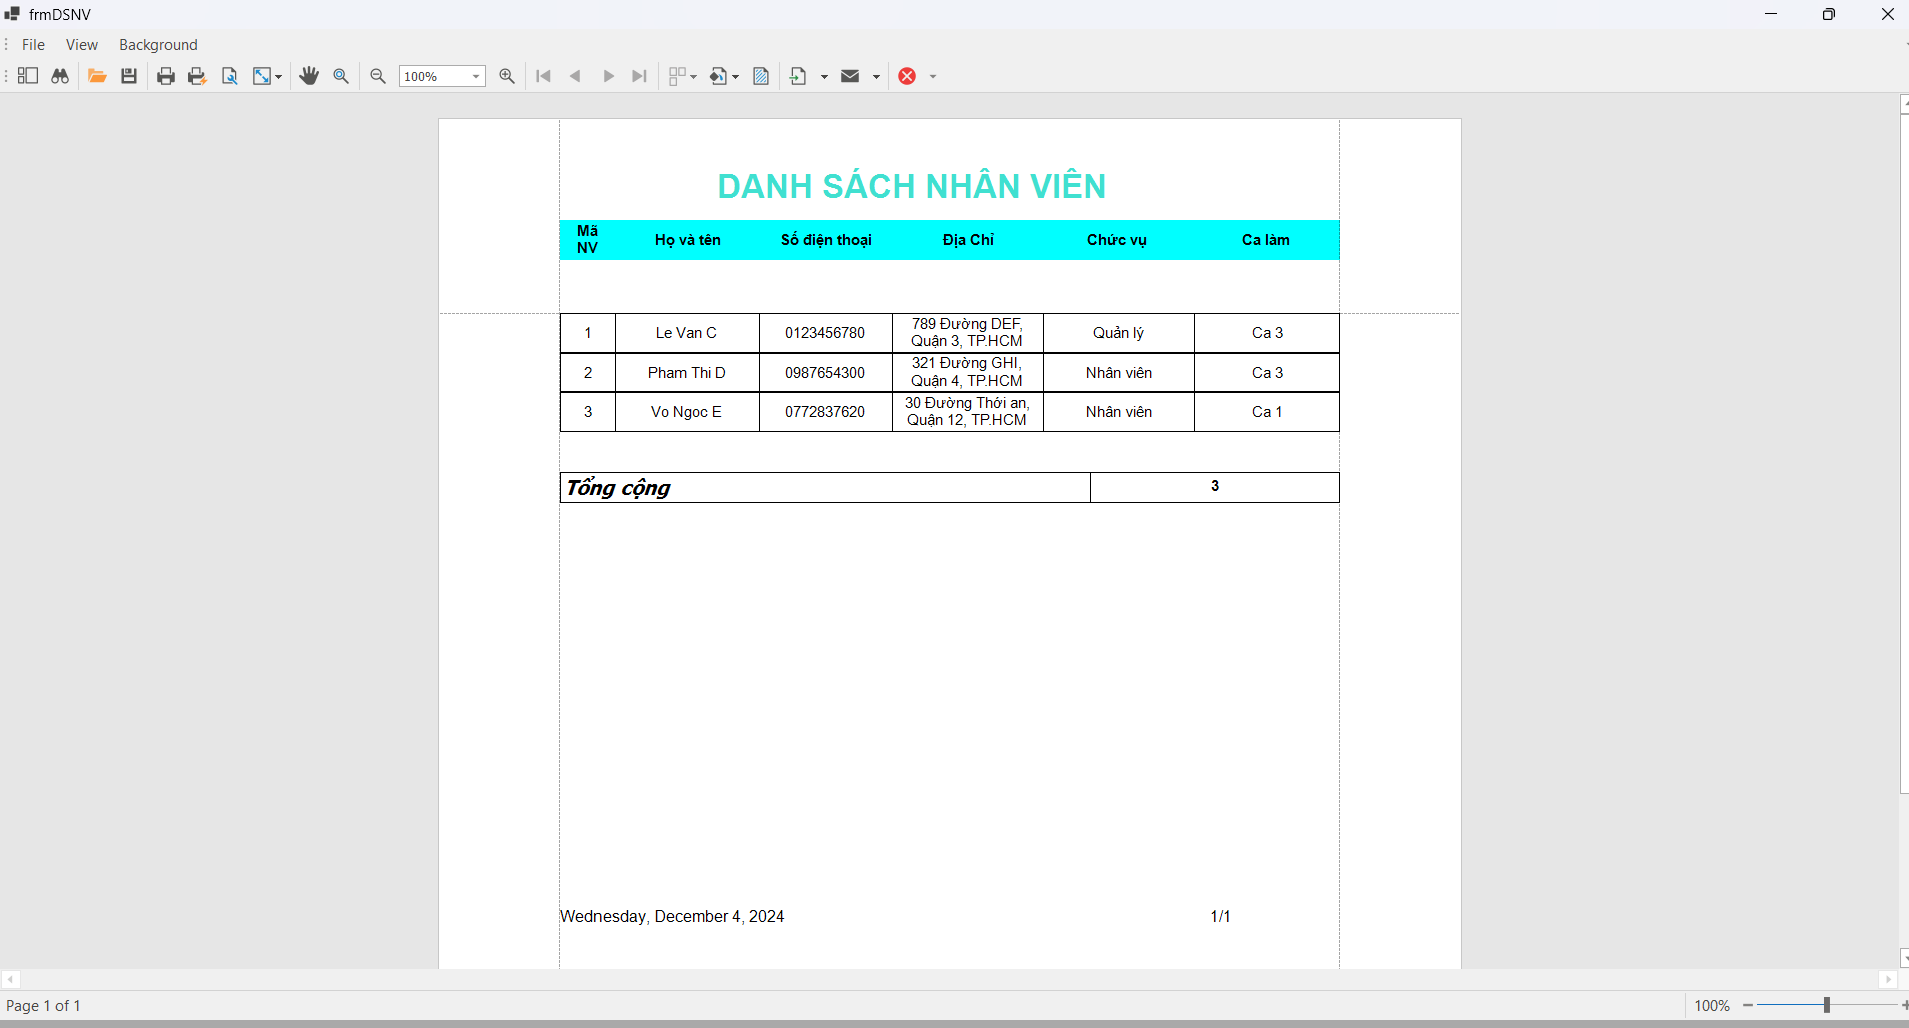 frmDSNV
File View Background
100%
DANH SÁCH NHÂN VIÊN
Mã NV Họ và tên Số điện thoại Địa Chỉ Chức vụ Ca làm
1 Le Van C 0123456780 789 Đường DEF, Quận 3, TP.HCM Quản lý Ca 3
2 Pham Thi D 0987654300 321 Đường GHI, Quận 4, TP.HCM Nhân viên Ca 3
3 Vo Ngoc E 0772837620 30 Đường Thới an, Quận 12, TP.HCM Nhân viên Ca 1
Tổng cộng 3
Wednesday, December 4, 2024 1/1
Page 1 of 1 100%